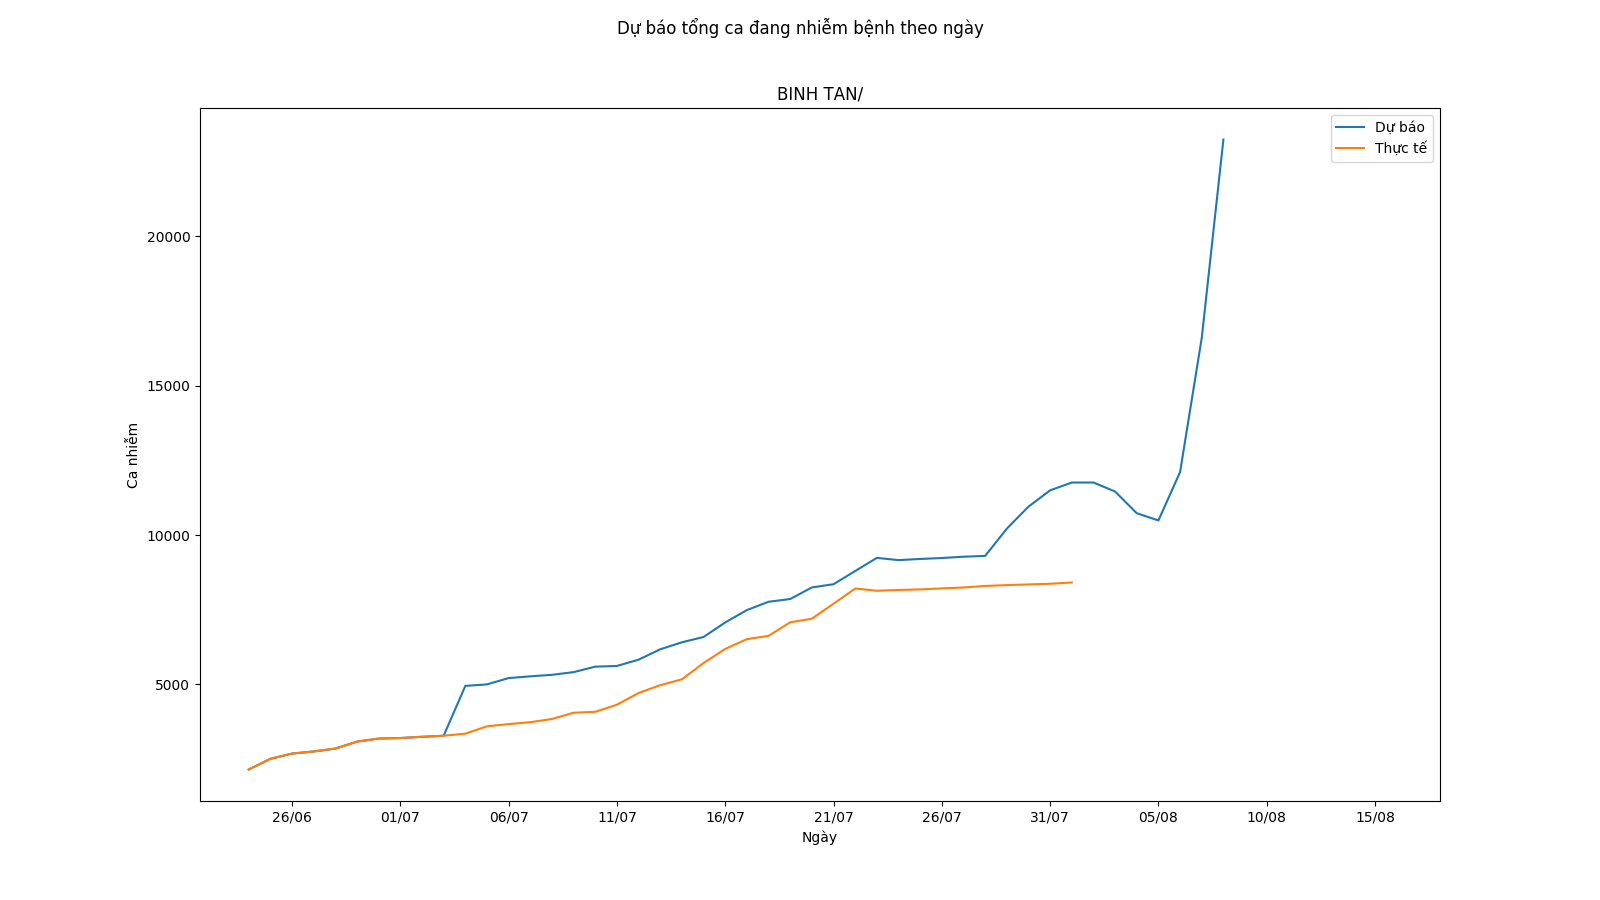 Dự báo tổng ca đang nhiễm bệnh theo ngày
BINH TAN/
Dự báo
Thực tế
20000
15000
10000
5000
Ca nhiễm
26/06 01/07 06/07 11/07 16/07 21/07 26/07 31/07 05/08 10/08 15/08
Ngày